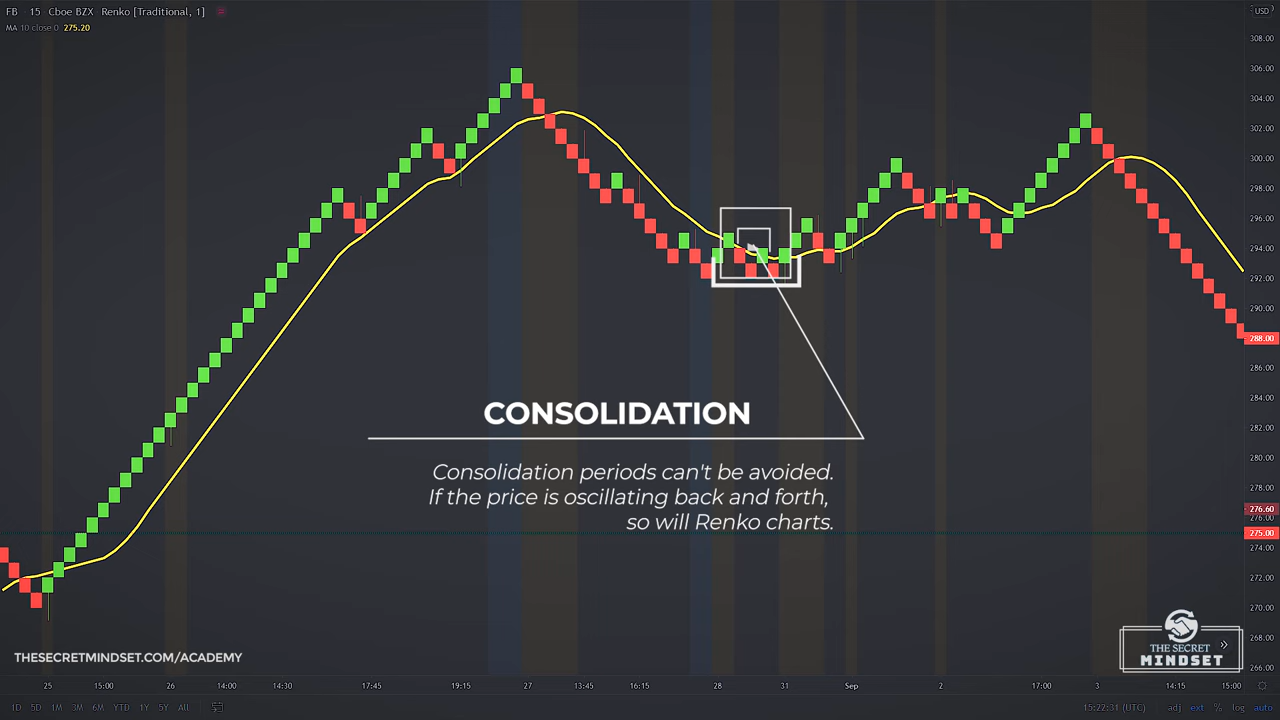 FB · 15 · Cboe BZX · Renko [Traditional, 1]
MA 10 close 0 275.20
USD
308.00
306.00
304.00
302.00
300.00
298.00
296.00
294.00
292.00
290.00
288.00
286.00
284.00
282.00
280.00
278.00
276.60
276.00
275.00
274.00
272.00
270.00
268.00
266.00
CONSOLIDATION
Consolidation periods can't be avoided.
If the price is oscillating back and forth,
so will Renko charts.
THESECRETMINDSET.COM/ACADEMY
THE SECRET
MINDSET
25 15:00 26 14:00 14:30 17:45 19:15 27 13:45 16:15 28 31 Sep 2 17:00 3 14:15 15:00
1D 5D 1M 3M 6M YTD 1Y 5Y All
15:22:31 (UTC) adj ext % log auto